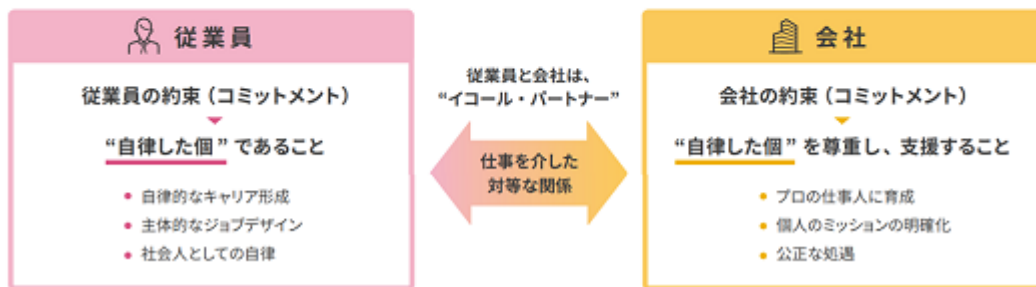 従業員
従業員の約束（コミットメント）
“自律した個”であること
• 自律的なキャリア形成
• 主体的なジョブデザイン
• 社会人としての自律
従業員と会社は、
“イコール・パートナー”
仕事を介した
対等な関係
会社
会社の約束（コミットメント）
“自律した個”を尊重し、支援すること
• プロの仕事人に育成
• 個人のミッションの明確化
• 公正な処遇